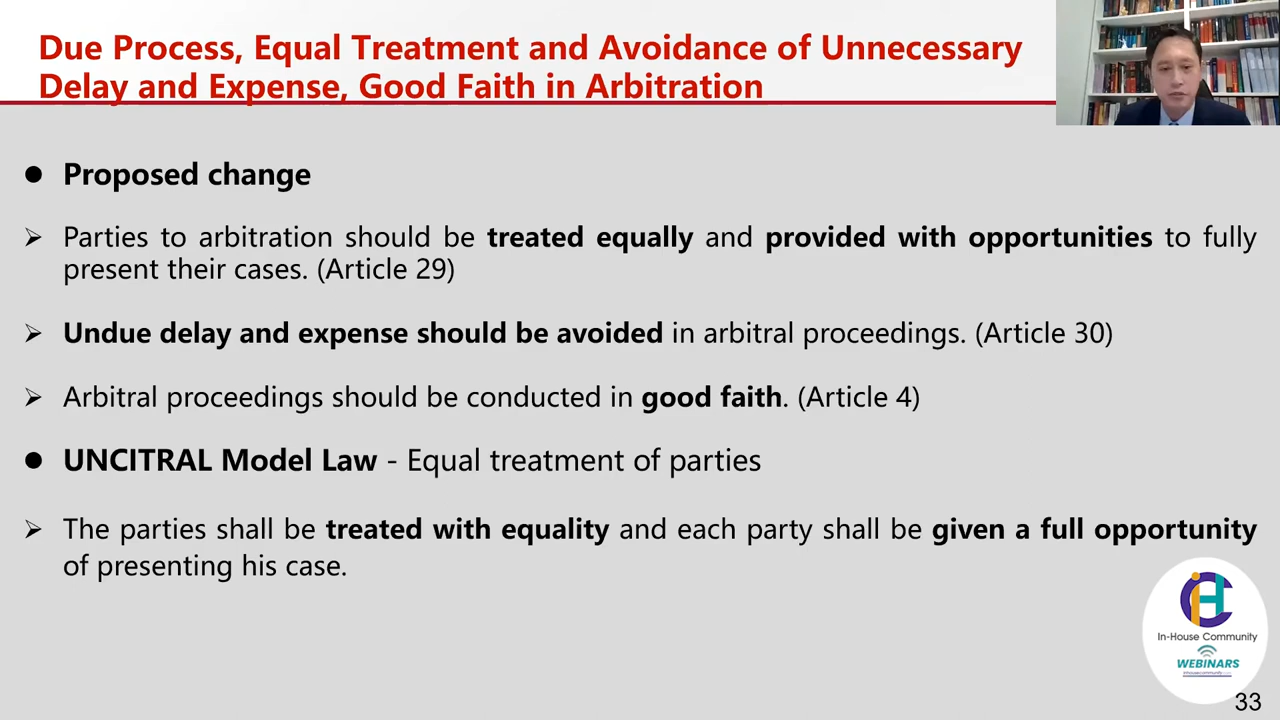 Due Process, Equal Treatment and Avoidance of Unnecessary
Delay and Expense, Good Faith in Arbitration
● Proposed change
➢ Parties to arbitration should be treated equally and provided with opportunities to fully
present their cases. (Article 29)
➢ Undue delay and expense should be avoided in arbitral proceedings. (Article 30)
➢ Arbitral proceedings should be conducted in good faith. (Article 4)
● UNCITRAL Model Law - Equal treatment of parties
➢ The parties shall be treated with equality and each party shall be given a full opportunity
of presenting his case.
In-House Community
WEBINARS
33